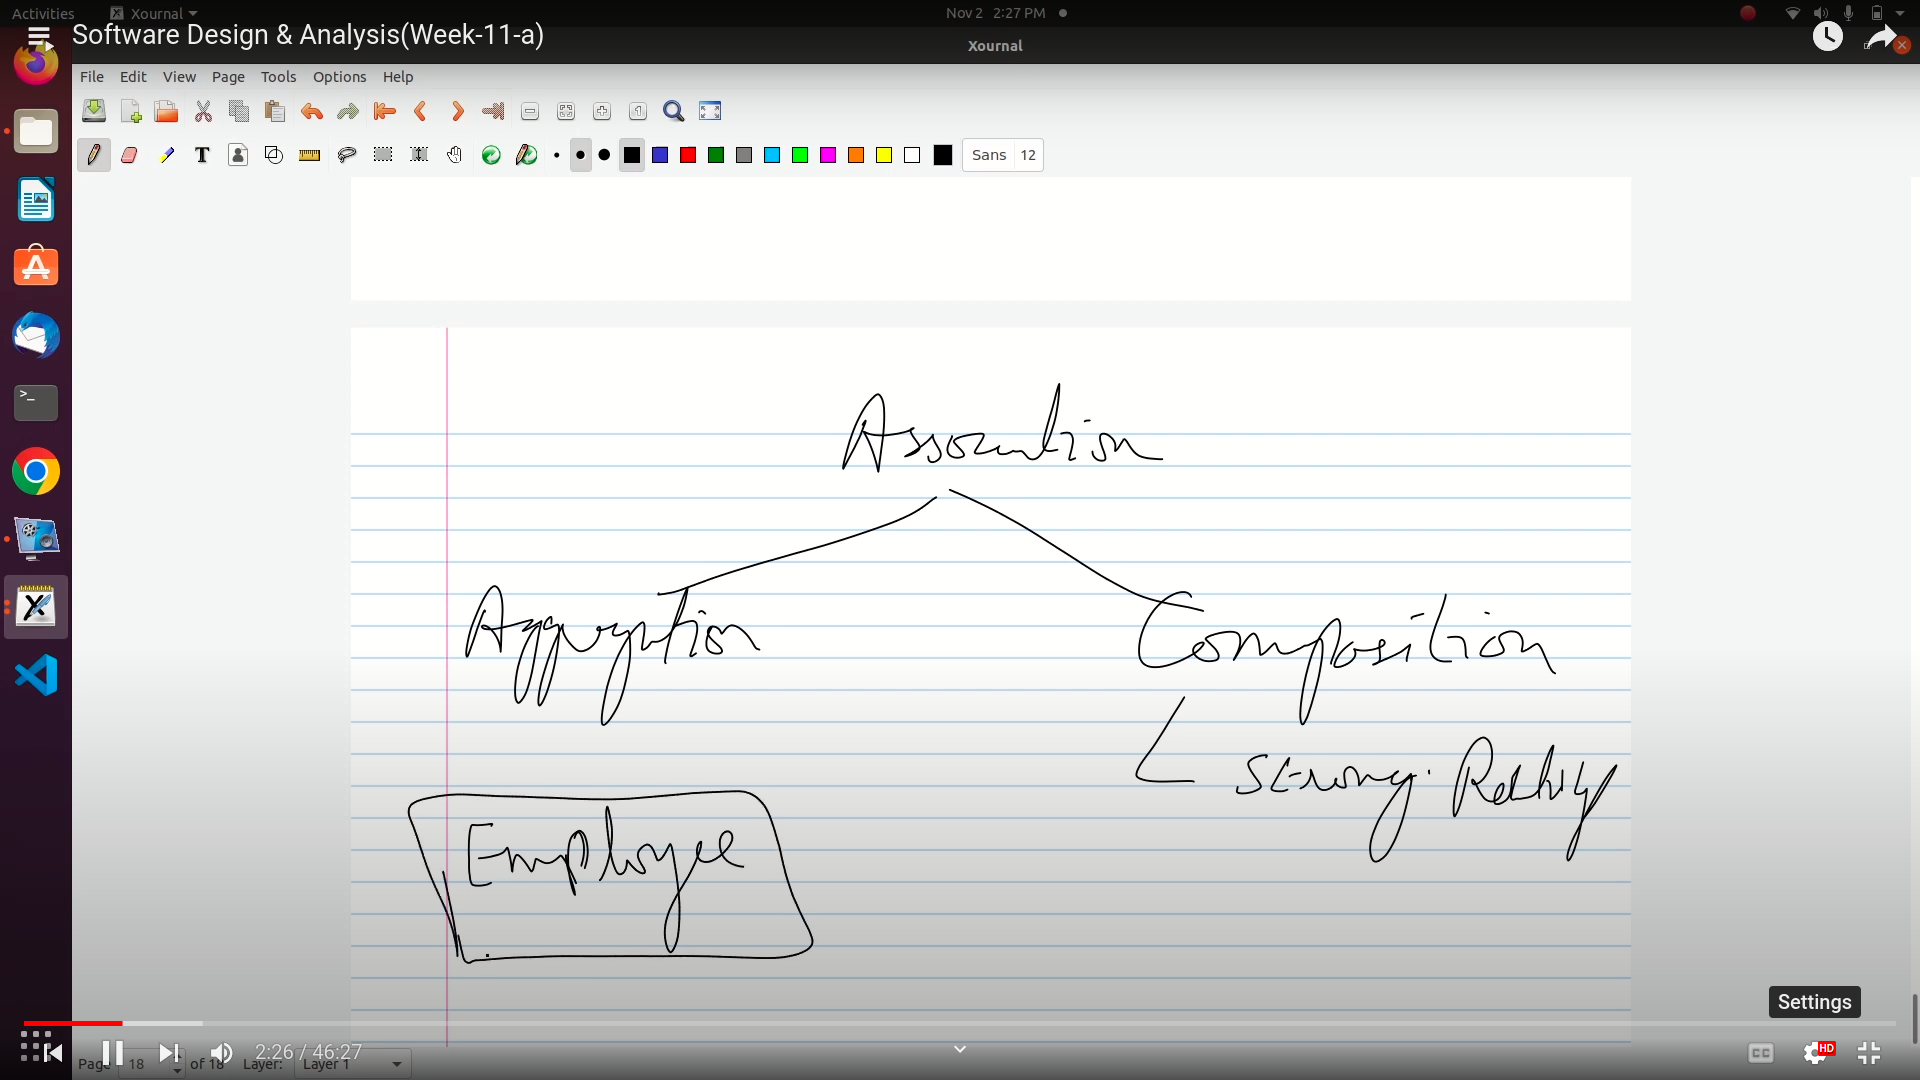 Activities Xournal Nov 2 2:27 PM
Software Design & Analysis(Week-11-a)
Xournal
File Edit View Page Tools Options Help
T Sans 12
Association
Aggregation Composition
Strong.
Employee
Settings
2:26 / 46:27
Page 18 of 18 Layer: Layer 1
CC HD